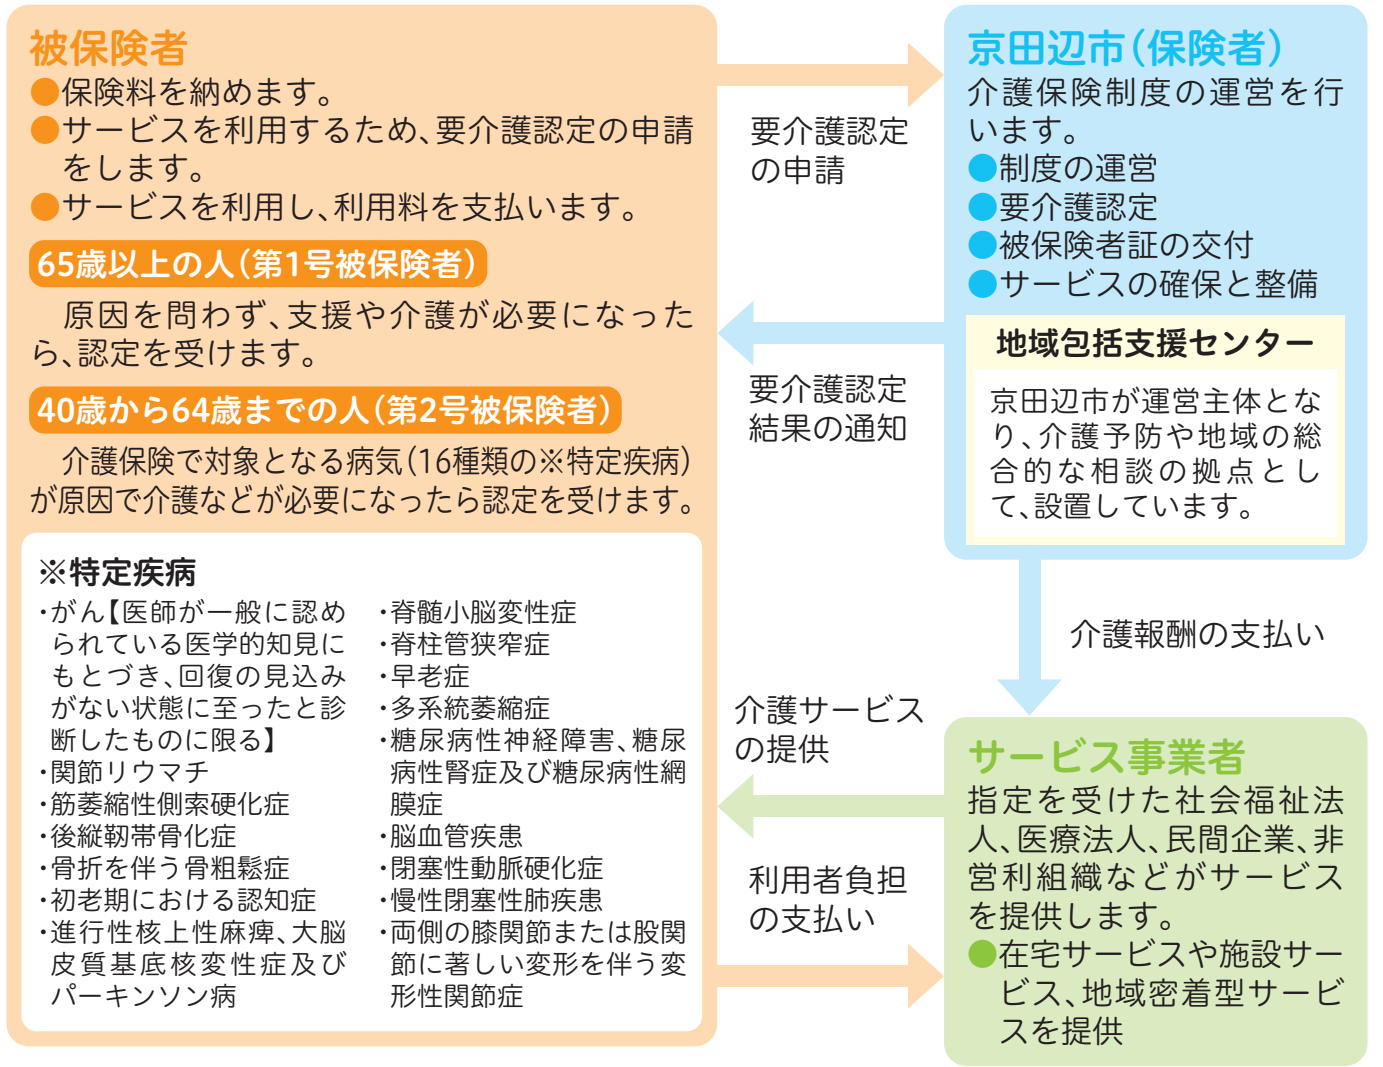 被保険者
●保険料を納めます。
●サービスを利用するため、要介護認定の申請
をします。
●サービスを利用し、利用料を支払います。
65歳以上の人（第1号被保険者）
原因を問わず、支援や介護が必要になった
ら、認定を受けます。
40歳から64歳までの人（第2号被保険者）
介護保険で対象となる病気（16種類の※特定疾病）
が原因で介護などが必要になったら認定を受けます。
※特定疾病
・がん【医師が一般に認め
られている医学的知見に
もとづき、回復の見込み
がない状態に至ったと診
断したものに限る】
・関節リウマチ
・筋萎縮性側索硬化症
・後縦靭帯骨化症
・骨折を伴う骨粗鬆症
・初老期における認知症
・進行性核上性麻痺、大脳
皮質基底核変性症及び
パーキンソン病
・脊髄小脳変性症
・脊柱管狭窄症
・早老症
・多系統萎縮症
・糖尿病性神経障害、糖尿
病性腎症及び糖尿病性網
膜症
・脳血管疾患
・閉塞性動脈硬化症
・慢性閉塞性肺疾患
・両側の膝関節または股関
節に著しい変形を伴う変
形性関節症
要介護認定
の申請
要介護認定
結果の通知
介護サービス
の提供
利用者負担
の支払い
京田辺市（保険者）
介護保険制度の運営を行
います。
●制度の運営
●要介護認定
●被保険者証の交付
●サービスの確保と整備
地域包括支援センター
京田辺市が運営主体とな
り、介護予防や地域の総
合的な相談の拠点とし
て、設置しています。
介護報酬の支払い
サービス事業者
指定を受けた社会福祉法
人、医療法人、民間企業、非
営利組織などがサービス
を提供します。
●在宅サービスや施設サー
ビス、地域密着型サービ
スを提供